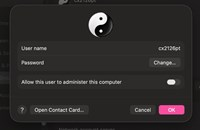 User name cx2126pt
Password Change...
Allow this user to administer this computer
? Open Contact Card... Cancel OK